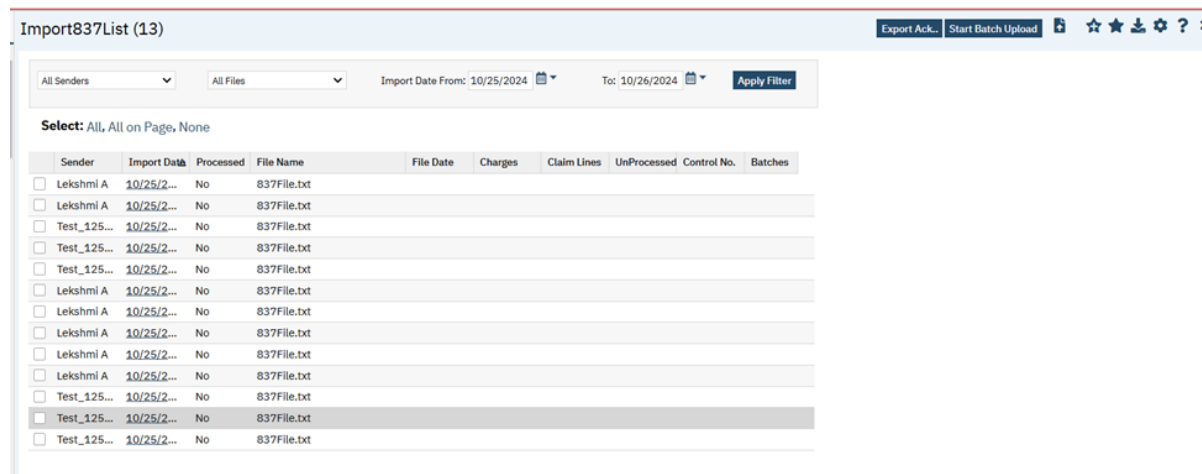 Import837List (13)
Export Ack.. Start Batch Upload
All Senders All Files Import Date From: 10/25/2024 To: 10/26/2024 Apply Filter
Select: All, All on Page, None
Sender Import Date Processed File Name File Date Charges Claim Lines UnProcessed Control No. Batches
Lekshmi A 10/25/2... No 837File.txt
Lekshmi A 10/25/2... No 837File.txt
Test_125... 10/25/2... No 837File.txt
Test_125... 10/25/2... No 837File.txt
Test_125... 10/25/2... No 837File.txt
Lekshmi A 10/25/2... No 837File.txt
Lekshmi A 10/25/2... No 837File.txt
Lekshmi A 10/25/2... No 837File.txt
Lekshmi A 10/25/2... No 837File.txt
Lekshmi A 10/25/2... No 837File.txt
Test_125... 10/25/2... No 837File.txt
Test_125... 10/25/2... No 837File.txt
Test_125... 10/25/2... No 837File.txt